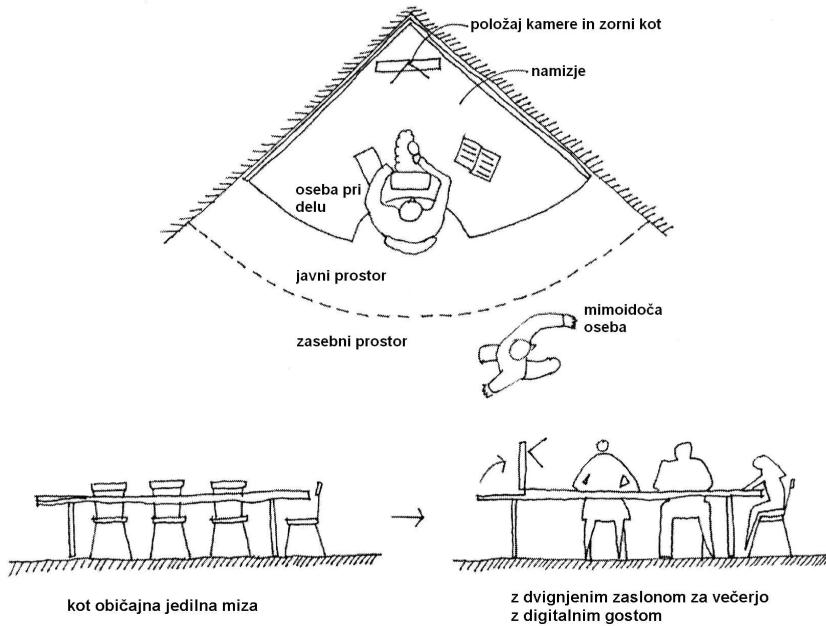 položaj kamere in zorni kot
namizje
oseba pri
delu
javni prostor
mimoidoča
oseba
zasebni prostor
kot običajna jedilna miza
z dvignjenim zaslonom za večerjo
z digitalnim gostom